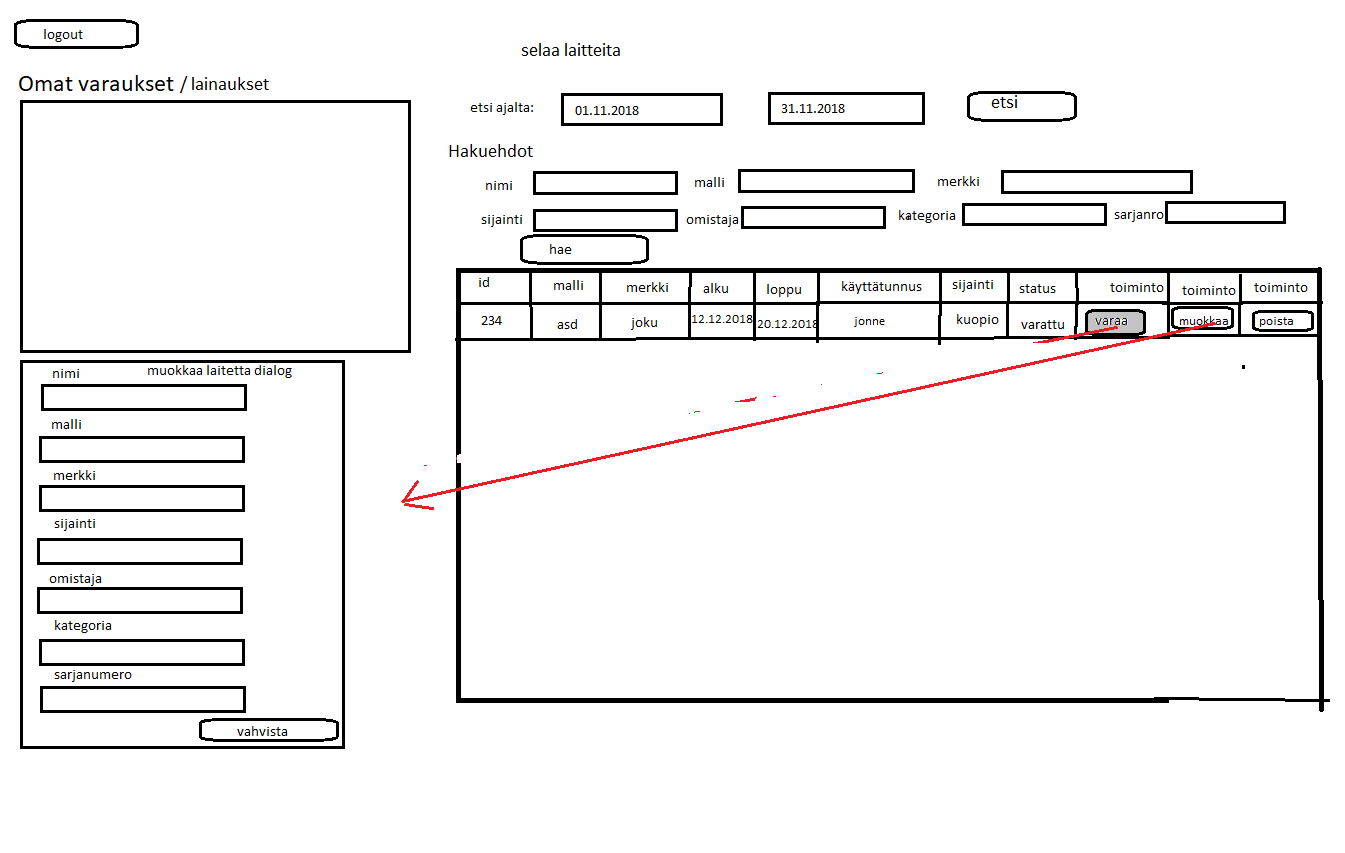 logout
selaa laitteita
Omat varaukset / lainaukset
etsi ajalta: 01.11.2018 31.11.2018 etsi
Hakuehdot
nimi malli merkki
sijainti omistaja kategoria sarjanro
hae
id malli merkki alku loppu käyttätunnus sijainti status toiminto toiminto toiminto
234 asd joku 12.12.2018 20.12.2018 jonne kuopio varattu varaa muokkaa poista
nimi muokkaa laitetta dialog
malli
merkki
sijainti
omistaja
kategoria
sarjanumero
vahvista